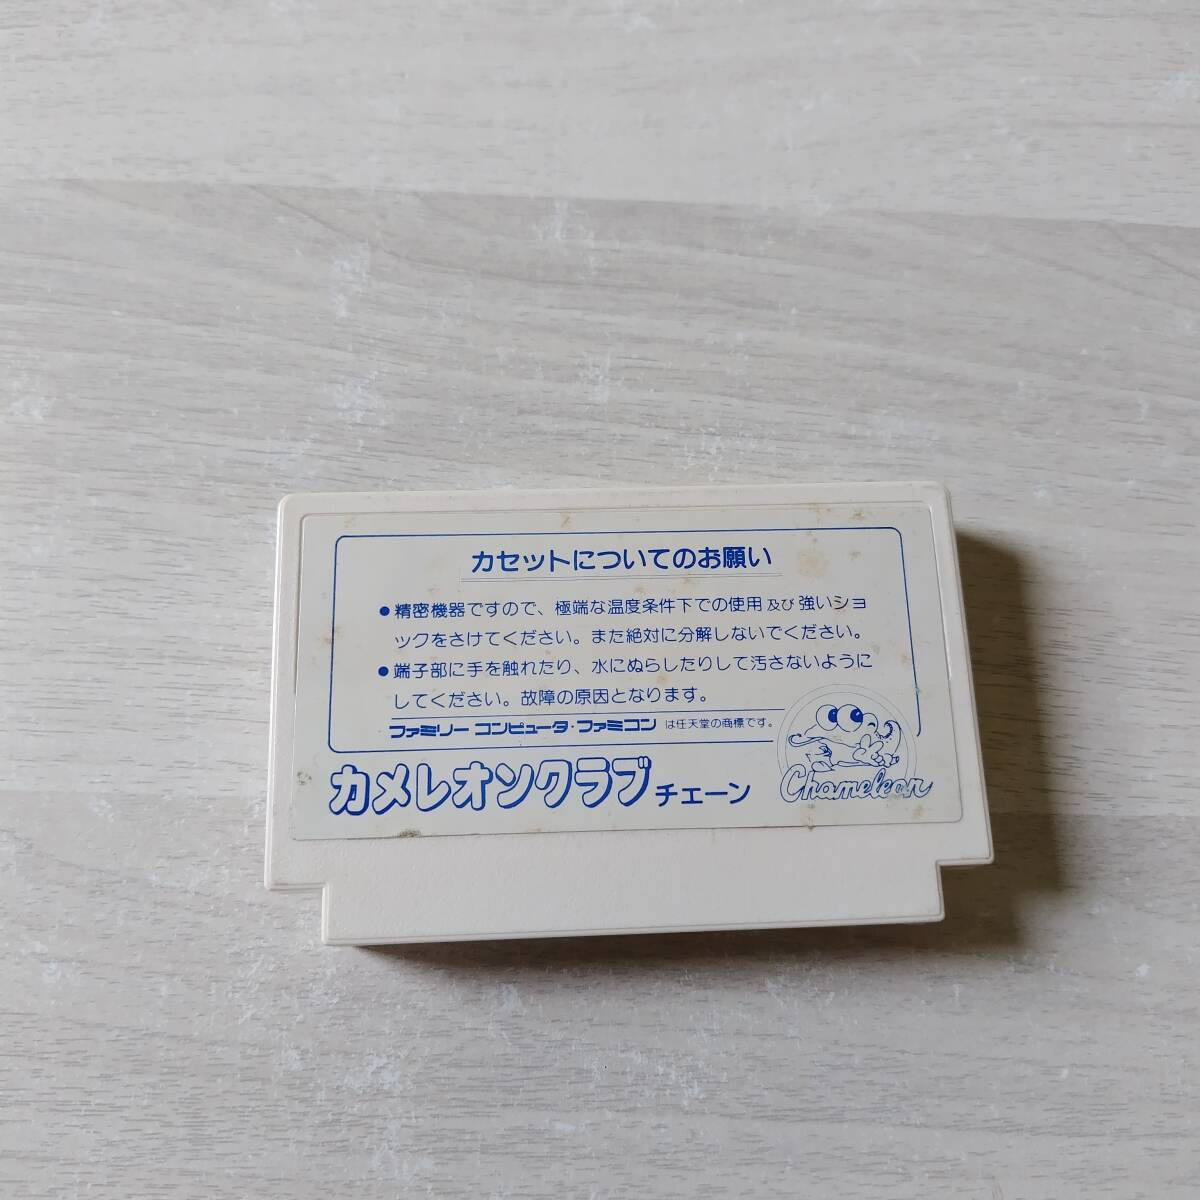 カセットについてのお願い
●精密機器ですので、極端な温度条件下での使用及び強いショ
ックをさけてください。また絶対に分解しないでください。
●端子部に手を触れたり、水にぬらしたりして汚さないように
してください。故障の原因となります。
ファミリーコンピュータ・ファミコンは任天堂の商標です。
カメレオンクラブチェーン
Chameleon